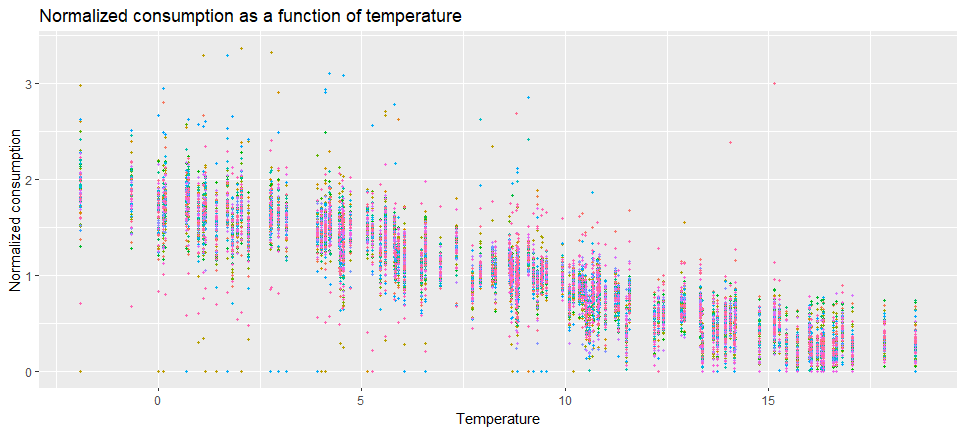 Normalized consumption as a function of temperature
Normalized consumption
3
2
1
0
0
5
10
15
Temperature